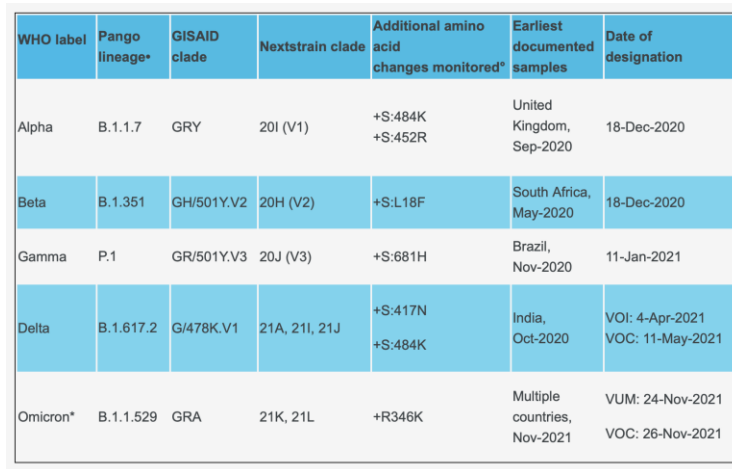 WHO label
Pango
lineage•
GISAID
clade
Nextstrain clade
Additional amino
acid
changes monitored°
Earliest
documented
samples
Date of
designation
Alpha
B.1.1.7
GRY
20I (V1)
+S:484K
+S:452R
United
Kingdom,
Sep-2020
18-Dec-2020
Beta
B.1.351
GH/501Y.V2
20H (V2)
+S:L18F
South Africa,
May-2020
18-Dec-2020
Gamma
P.1
GR/501Y.V3
20J (V3)
+S:681H
Brazil,
Nov-2020
11-Jan-2021
Delta
B.1.617.2
G/478K.V1
21A, 21I, 21J
+S:417N
+S:484K
India,
Oct-2020
VOI: 4-Apr-2021
VOC: 11-May-2021
Omicron*
B.1.1.529
GRA
21K, 21L
+R346K
Multiple
countries,
Nov-2021
VUM: 24-Nov-2021
VOC: 26-Nov-2021